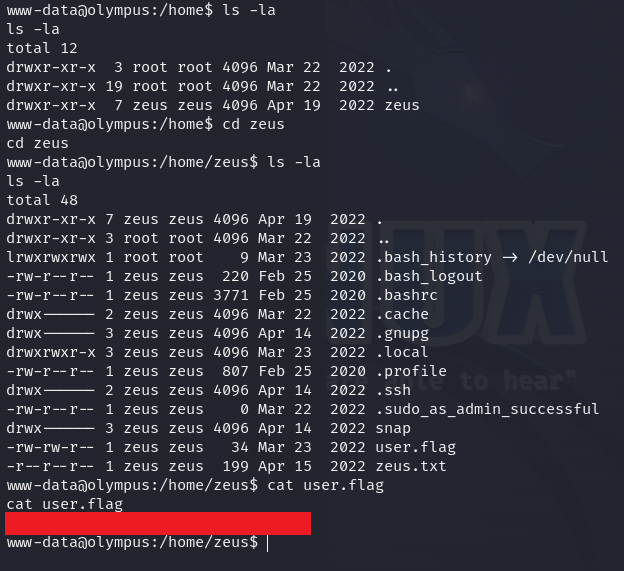 www-data@olympus:/home$ ls -la
ls -la
total 12
drwxr-xr-x  3 root root 4096 Mar 22  2022 .
drwxr-xr-x 19 root root 4096 Mar 22  2022 ..
drwxr-xr-x  7 zeus zeus 4096 Apr 19  2022 zeus
www-data@olympus:/home$ cd zeus
cd zeus
www-data@olympus:/home/zeus$ ls -la
ls -la
total 48
drwxr-xr-x 7 zeus zeus 4096 Apr 19  2022 .
drwxr-xr-x 3 root root 4096 Mar 22  2022 ..
lrwxrwxrwx 1 root root    9 Mar 23  2022 .bash_history -> /dev/null
-rw-r--r-- 1 zeus zeus  220 Feb 25  2020 .bash_logout
-rw-r--r-- 1 zeus zeus 3771 Feb 25  2020 .bashrc
drwx------ 2 zeus zeus 4096 Mar 22  2022 .cache
drwx------ 3 zeus zeus 4096 Apr 14  2022 .gnupg
drwxrwxr-x 3 zeus zeus 4096 Mar 23  2022 .local
-rw-r--r-- 1 zeus zeus  807 Feb 25  2020 .profile
drwx------ 2 zeus zeus 4096 Apr 14  2022 .ssh
-rw-r--r-- 1 zeus zeus    0 Mar 22  2022 .sudo_as_admin_successful
drwx------ 3 zeus zeus 4096 Apr 14  2022 snap
-rw-rw-r-- 1 zeus zeus   34 Mar 23  2022 user.flag
-r--r--r-- 1 zeus zeus  199 Apr 15  2022 zeus.txt
www-data@olympus:/home/zeus$ cat user.flag
cat user.flag
www-data@olympus:/home/zeus$
able to hear"